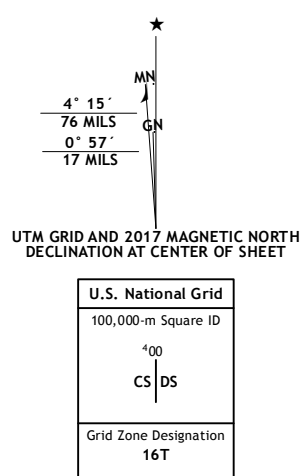 ★
MN
4° 15´
76 MILS
GN
0° 57´
17 MILS
UTM GRID AND 2017 MAGNETIC NORTH
DECLINATION AT CENTER OF SHEET
U.S. National Grid
100,000-m Square ID
⁴00
CS DS
Grid Zone Designation
16T